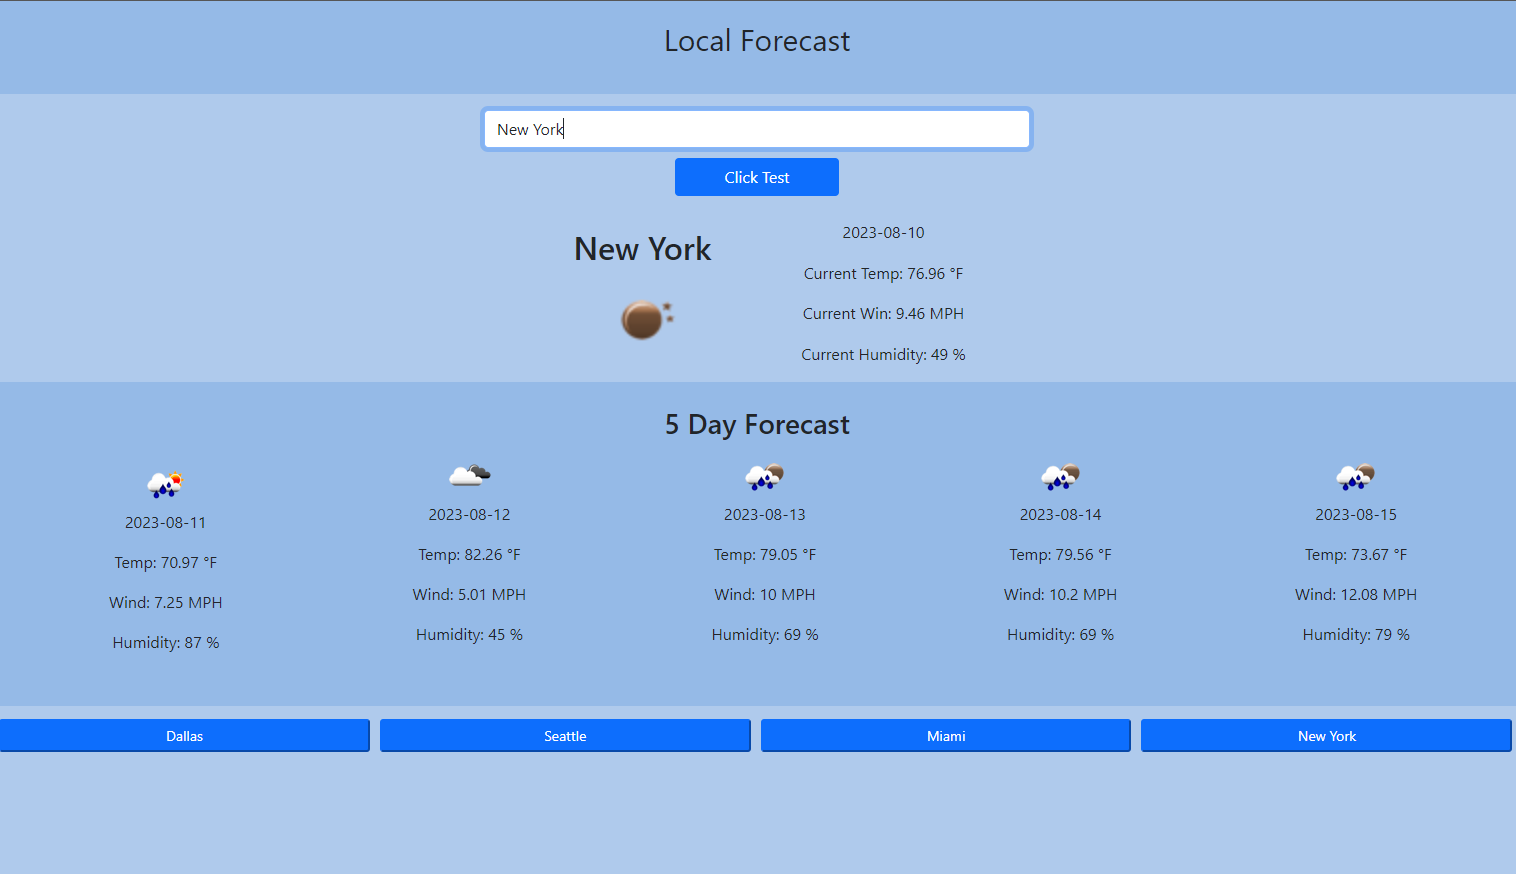 Local Forecast
New York
Click Test
New York
2023-08-10
Current Temp: 76.96 °F
Current Win: 9.46 MPH
Current Humidity: 49 %
5 Day Forecast
2023-08-11
Temp: 70.97 °F
Wind: 7.25 MPH
Humidity: 87 %
2023-08-12
Temp: 82.26 °F
Wind: 5.01 MPH
Humidity: 45 %
2023-08-13
Temp: 79.05 °F
Wind: 10 MPH
Humidity: 69 %
2023-08-14
Temp: 79.56 °F
Wind: 10.2 MPH
Humidity: 69 %
2023-08-15
Temp: 73.67 °F
Wind: 12.08 MPH
Humidity: 79 %
Dallas
Seattle
Miami
New York